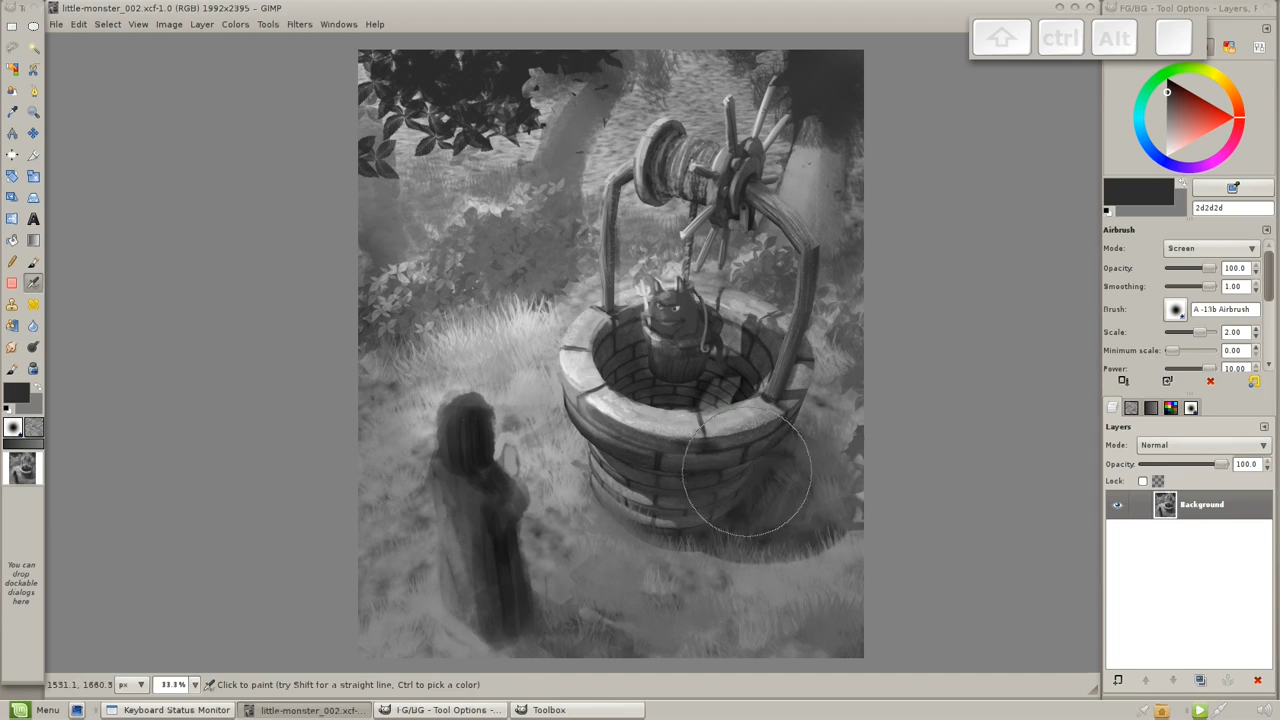 little-monster_002.xcf-1.0 (RGB) 1992x2395 – GIMP
FG/BG - Tool Options - Layers,
File Edit Select View Image Layer Colors Tools Filters Windows Help
ctrl Alt
2d2d2d
Airbrush
Mode: Screen
Opacity: 100.0
Smoothing: 1.00
Brush: A -13b Airbrush
Scale: 2.00
Minimum scale: 0.00
Power: 10.00
Layers
Mode: Normal
Opacity: 100.0
Lock:
Background
You can
drop
dockable
dialogs
here
1531.1, 1660.3 px 33.3% Click to paint (try Shift for a straight line, Ctrl to pick a color)
Menu Keyboard Status Monitor little-monster_002.xcf-... FG/BG - Tool Options -... Toolbox